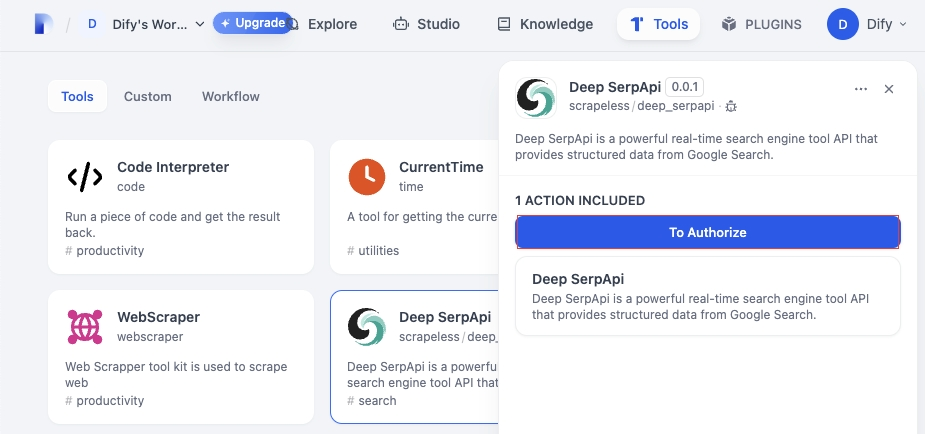 / D Dify's Wor... Upgrade Explore Studio Knowledge Tools PLUGINS D Dify
Tools Custom Workflow
Code Interpreter
code
Run a piece of code and get the result
back.
# productivity
CurrentTime
time
A tool for getting the curre
# utilities
WebScraper
webscraper
Web Scrapper tool kit is used to scrape
web
# productivity
Deep SerpApi
scrapeless / deep_
Deep SerpApi is a powerfu
search engine tool API that
# search
Deep SerpApi 0.0.1
scrapeless / deep_serpapi ·
Deep SerpApi is a powerful real-time search engine tool API that
provides structured data from Google Search.
1 ACTION INCLUDED
To Authorize
Deep SerpApi
Deep SerpApi is a powerful real-time search engine tool API
that provides structured data from Google Search.